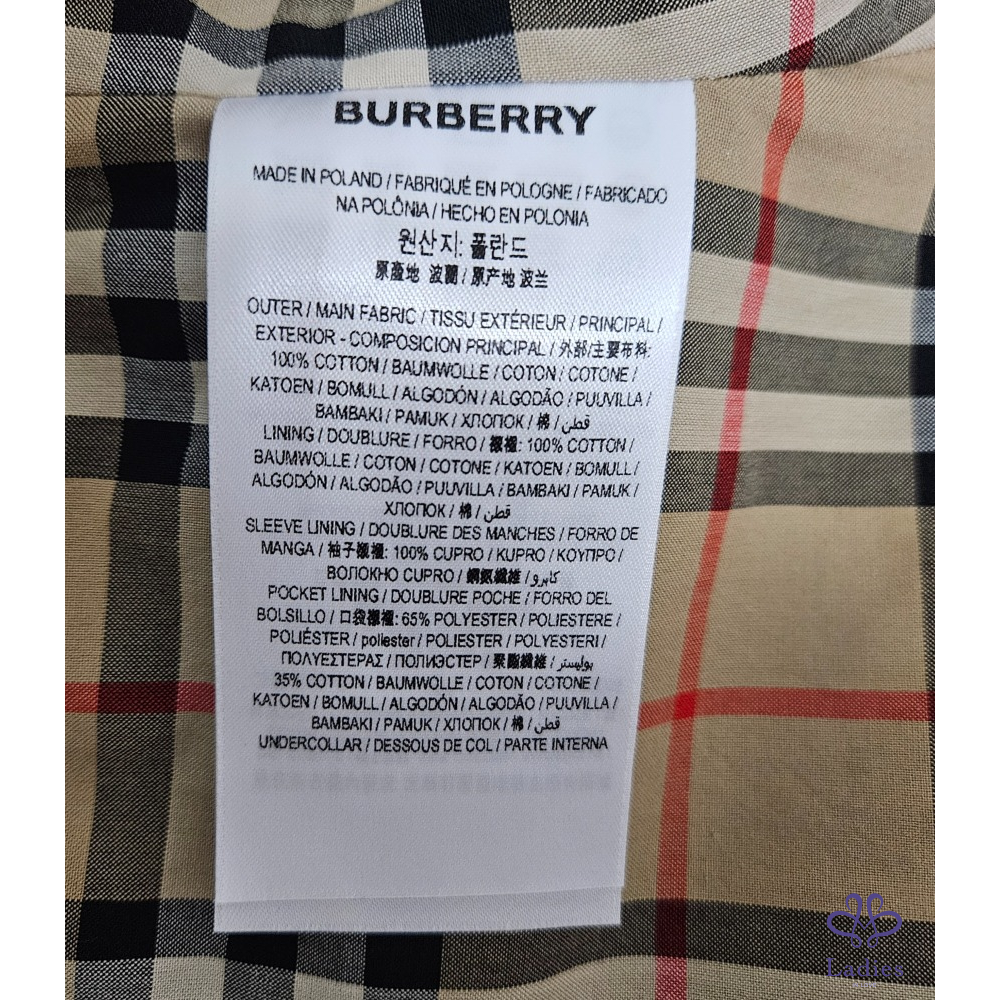 BURBERRY
MADE IN POLAND / FABRIQUÉ EN POLOGNE / FABRICADO
NA POLÔNIA / HECHO EN POLONIA
원산지: 폴란드
原產地 波蘭 / 原产地 波兰
OUTER / MAIN FABRIC / TISSU EXTÉRIEUR / PRINCIPAL /
EXTERIOR - COMPOSICION PRINCIPAL / 外部/主要布料:
100% COTTON / BAUMWOLLE / COTON / COTONE /
KATOEN / BOMULL / ALGODÓN / ALGODÃO / PUUVILLA /
BAMBAKI / PAMUK / ХЛОПОК / 棉 / قطن
LINING / DOUBLURE / FORRO / 襯裡: 100% COTTON /
BAUMWOLLE / COTON / COTONE / KATOEN / BOMULL /
ALGODÓN / ALGODÃO / PUUVILLA / BAMBAKI / PAMUK /
ХЛОПОК / 棉 / قطن
SLEEVE LINING / DOUBLURE DES MANCHES / FORRO DE
MANGA / 袖子襯裡: 100% CUPRO / KUPRO / ΚΟΥΠΡΟ /
ВОЛОКНО CUPRO / 銅氨纖維 / كابرو
POCKET LINING / DOUBLURE POCHE / FORRO DEL
BOLSILLO / 口袋襯裡: 65% POLYESTER / POLIESTERE /
POLIÉSTER / poliester / POLIESTER / POLYESTERI /
ΠΟΛΥΕΣΤΕΡΑΣ / ПОЛИЭСТЕР / 聚酯纖維 / بوليستر
35% COTTON / BAUMWOLLE / COTON / COTONE /
KATOEN / BOMULL / ALGODÓN / ALGODÃO / PUUVILLA /
BAMBAKI / PAMUK / ХЛОПОК / 棉 / قطن
UNDERCOLLAR / DESSOUS DE COL / PARTE INTERNA
Ladies